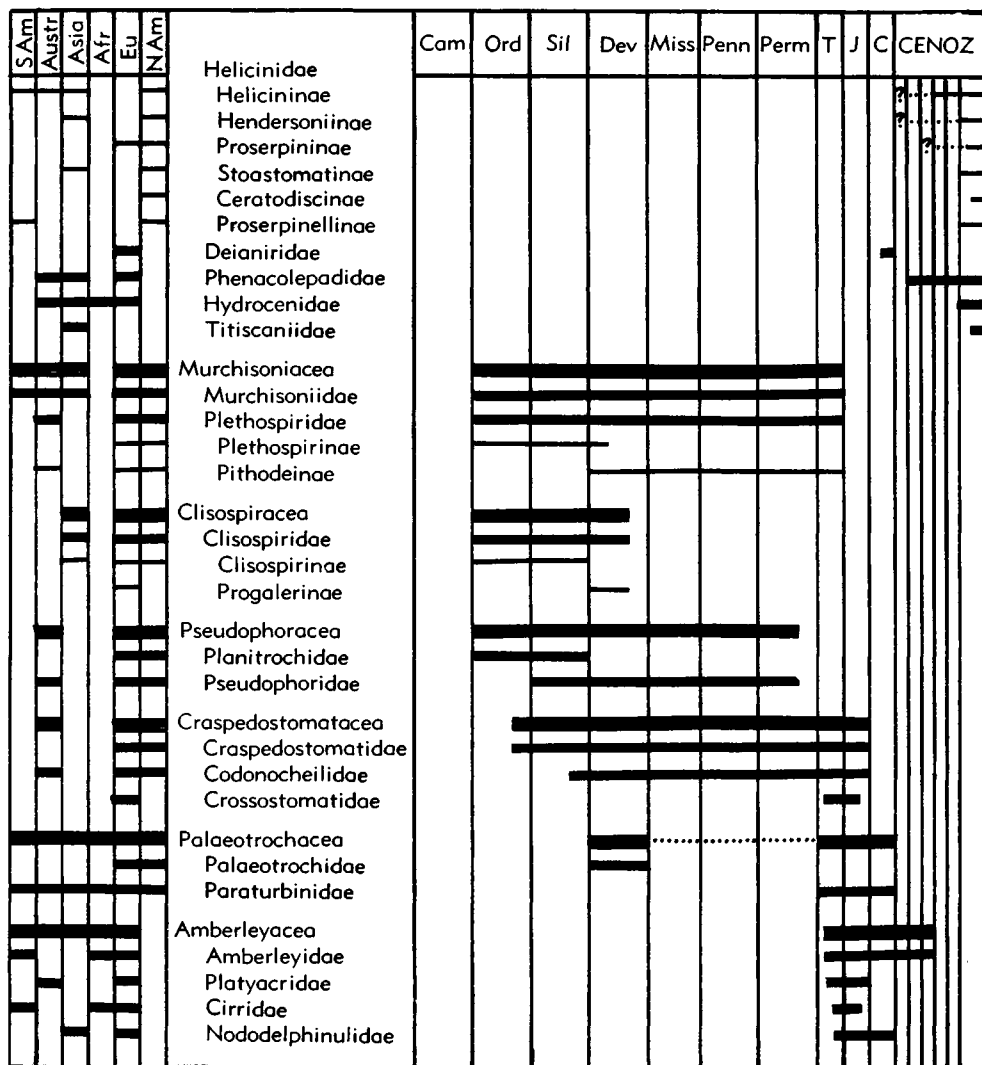 S Am Austr Asia Afr Eu N Am Cam Ord Sil Dev Miss Penn Perm T J C CENOZ
Helicinidae
Helicininae ?
Hendersoniinae ?
Proserpininae ?
Stoastomatinae
Ceratodiscinae
Proserpinellinae
Deianiridae
Phenacolepadidae
Hydrocenidae
Titiscaniidae
Murchisoniacea
Murchisoniidae
Plethospiridae
Plethospirinae
Pithodeinae
Clisospiracea
Clisospiridae
Clisospirinae
Progalerinae
Pseudophoracea
Planitrochidae
Pseudophoridae
Craspedostomatacea
Craspedostomatidae
Codonocheilidae
Crossostomatidae
Palaeotrochacea
Palaeotrochidae
Paraturbinidae
Amberleyacea
Amberleyidae
Platyacridae
Cirridae
Nododelphinulidae